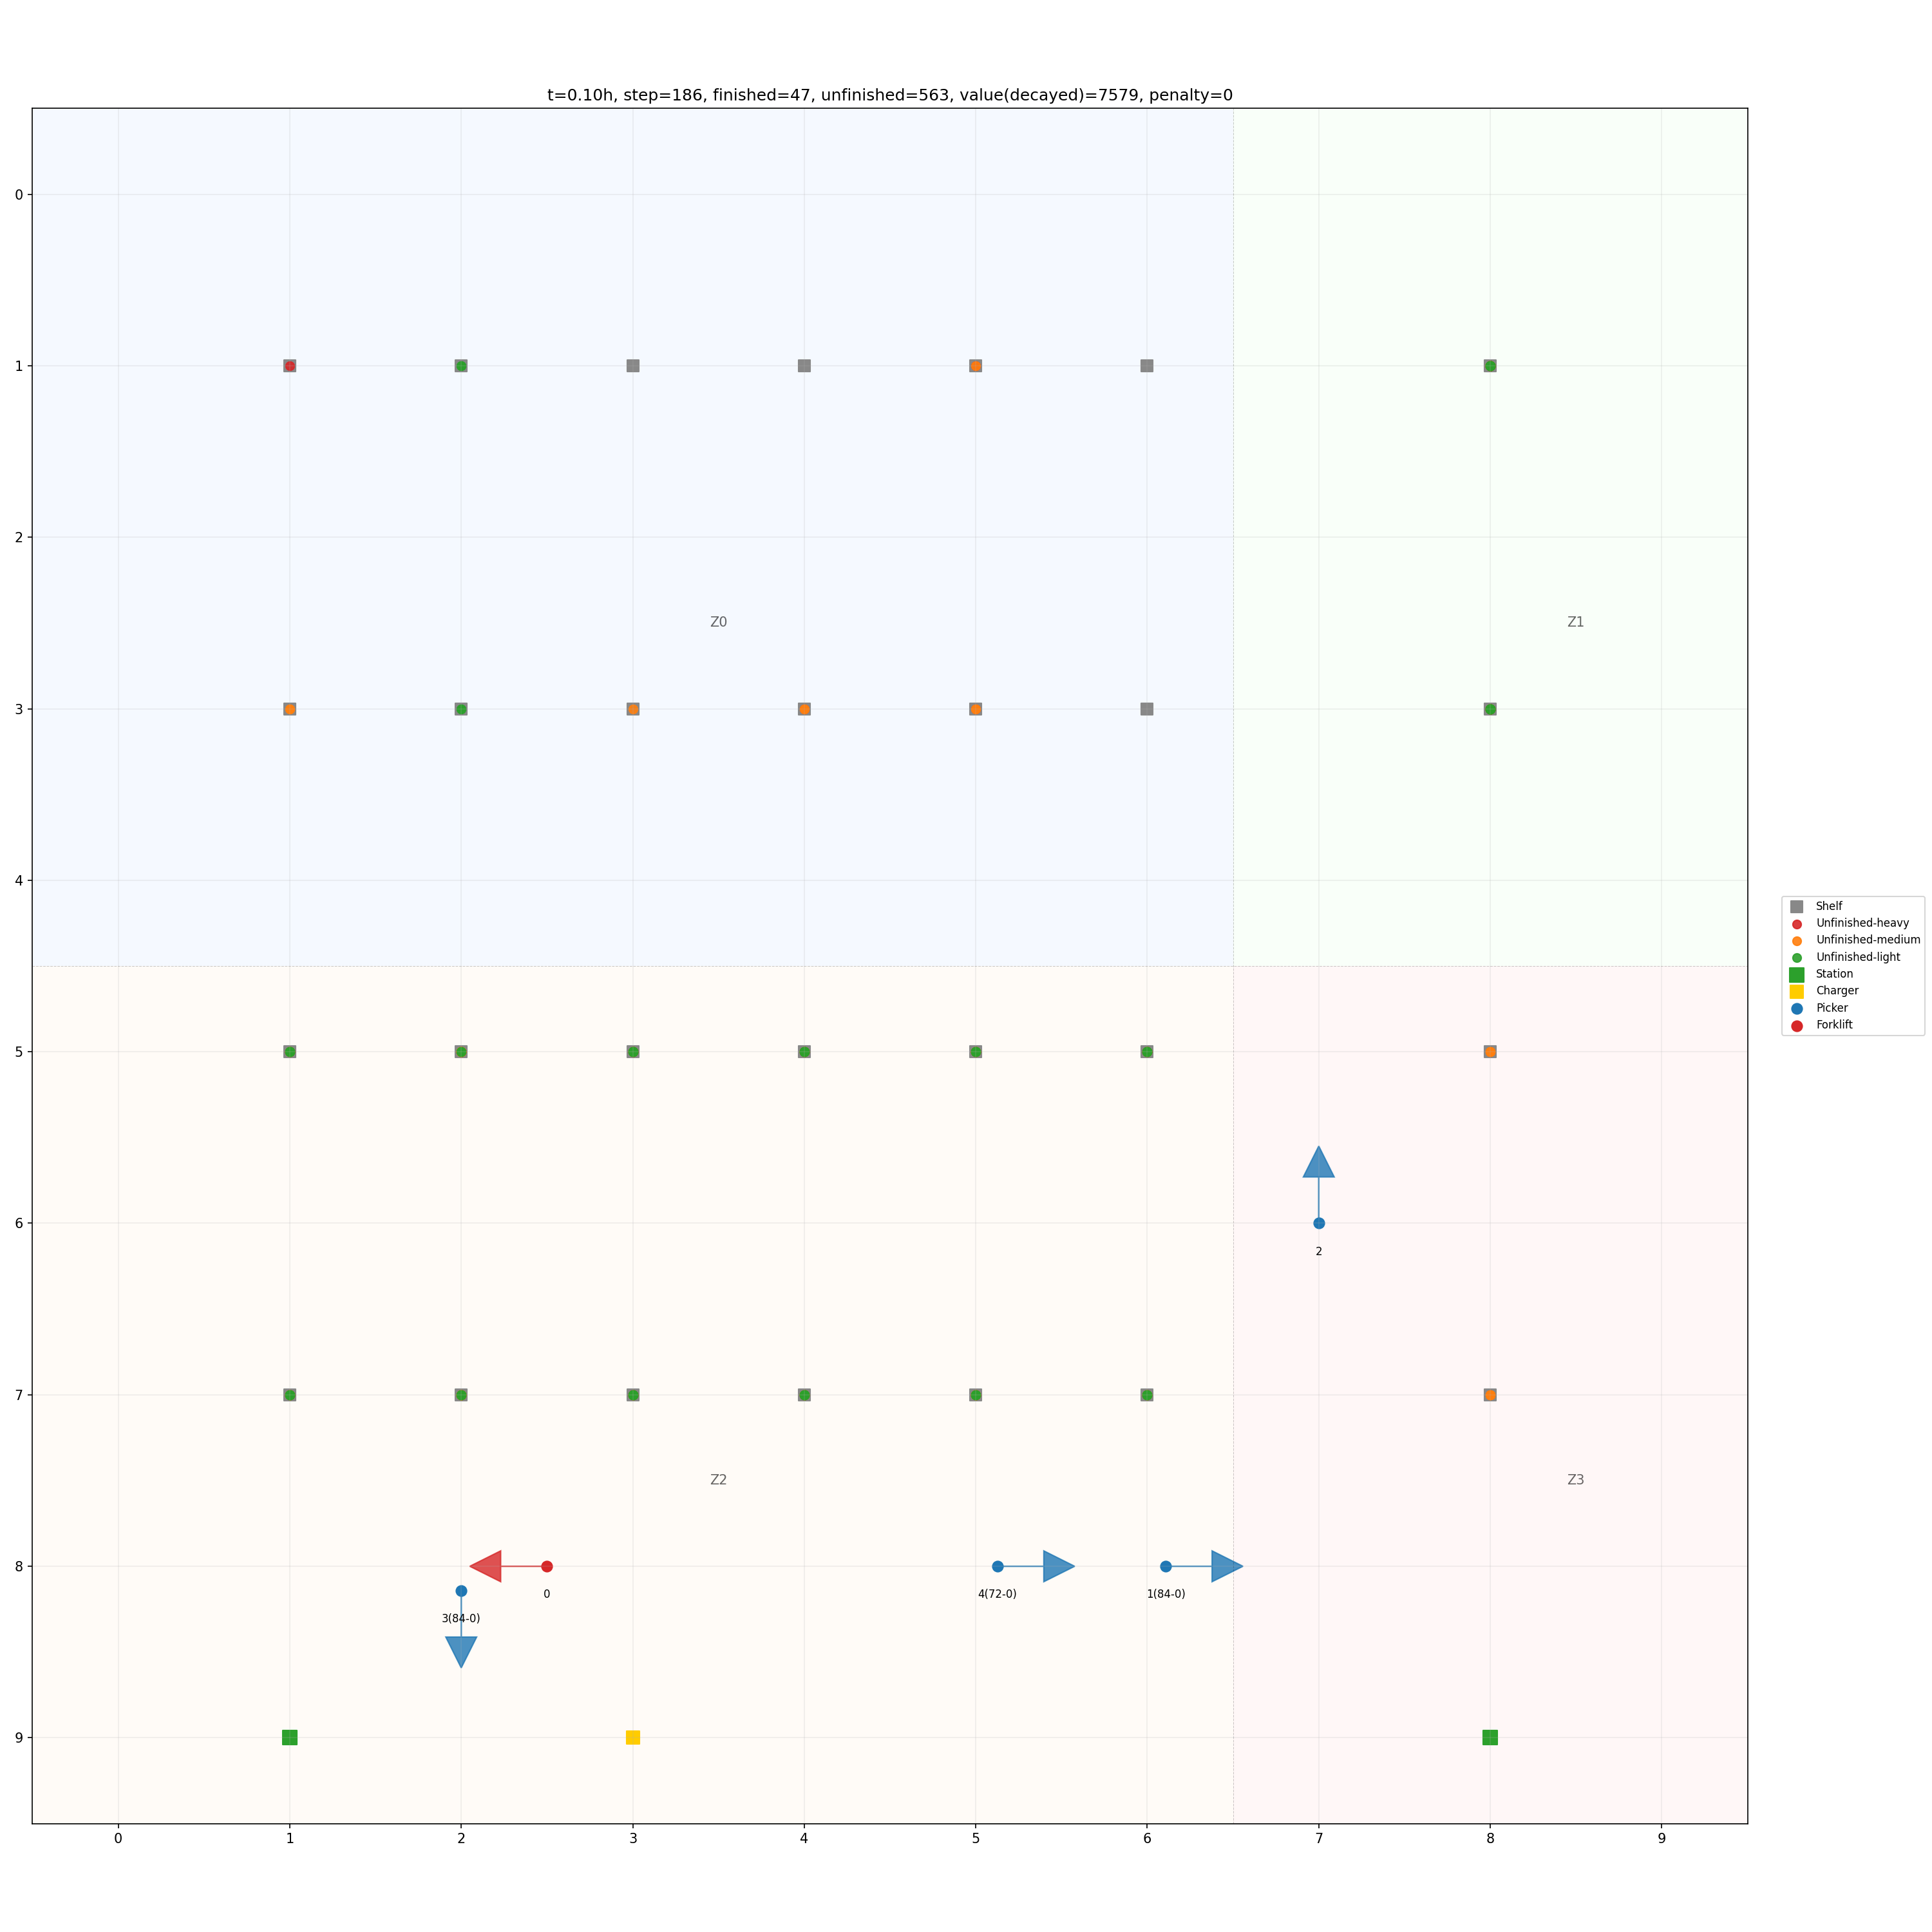 t=0.10h, step=186, finished=47, unfinished=563, value(decayed)=7579, penalty=0
0
1
2
Z0
Z1
3
4
Shelf
Unfinished-heavy
Unfinished-medium
Unfinished-light
Station
Charger
Picker
Forklift
5
6
2
7
Z2
Z3
8
0
4(72-0)
1(84-0)
3(84-0)
9
0 1 2 3 4 5 6 7 8 9